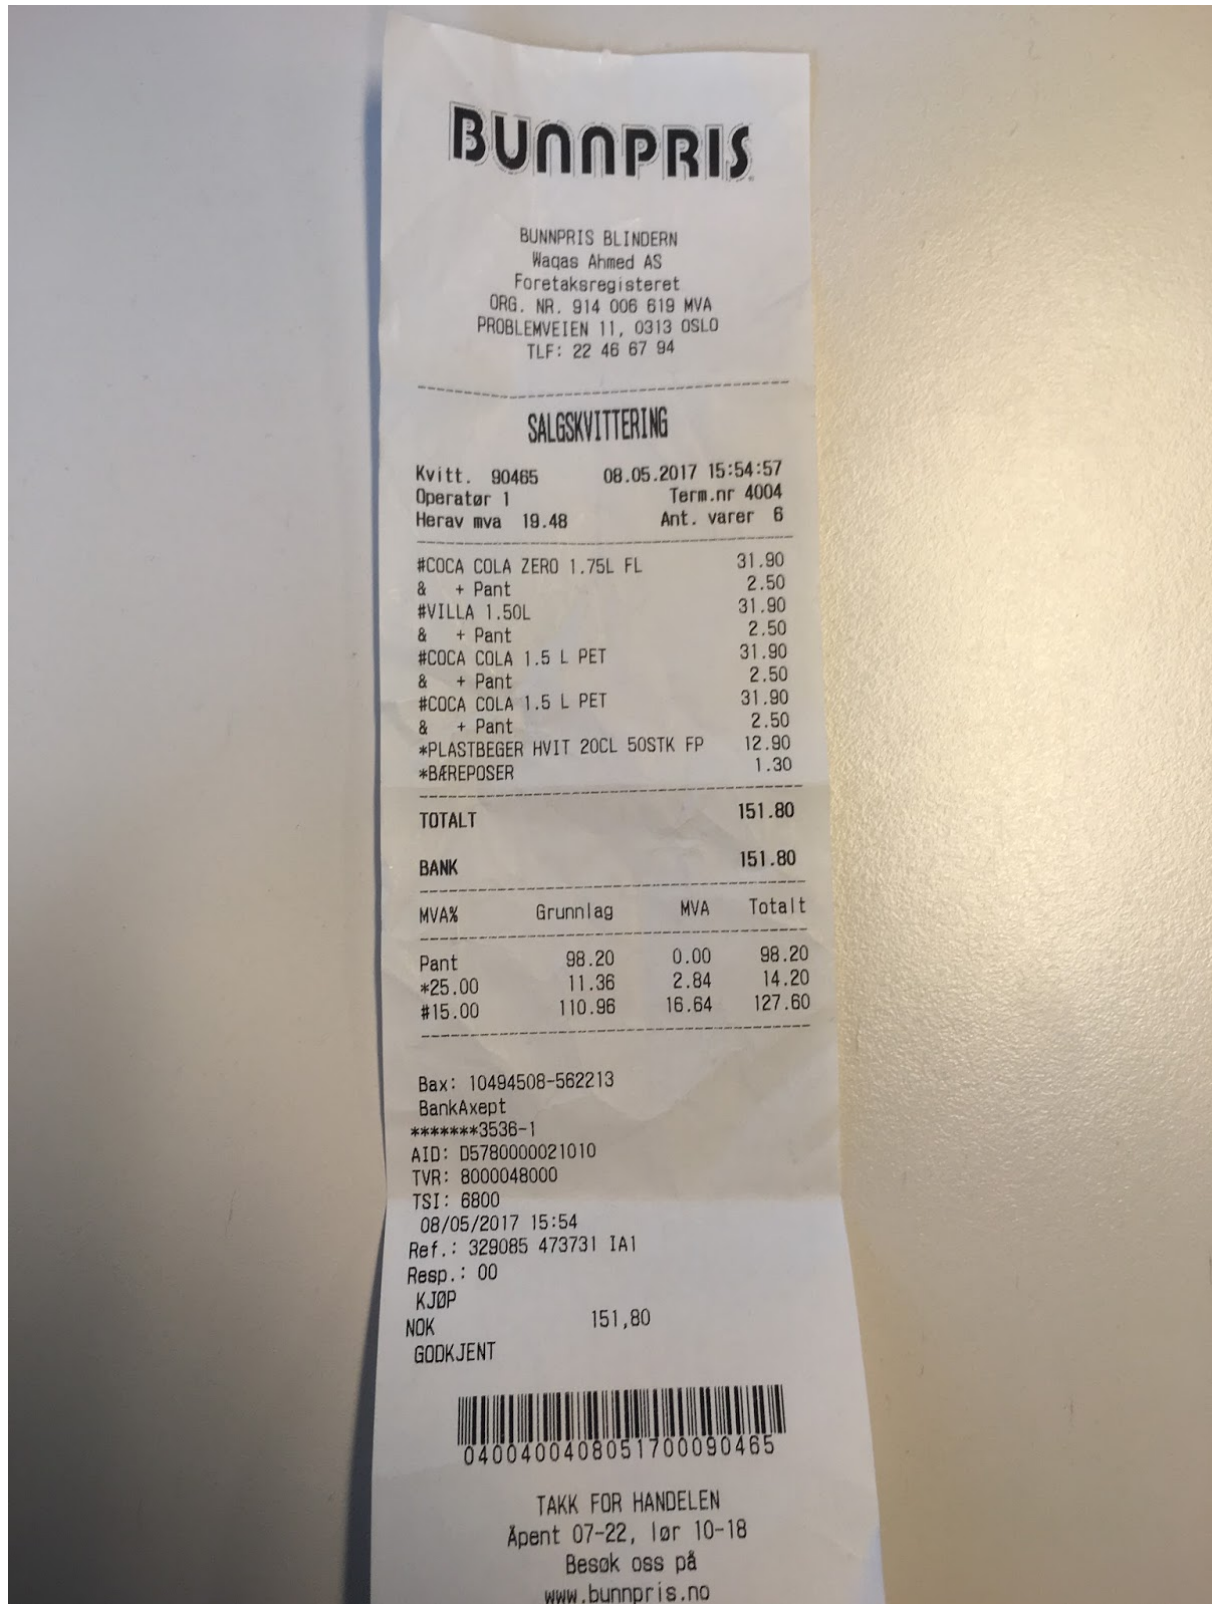 BUNNPRIS
BUNNPRIS BLINDERN
Waqas Ahmed AS
Foretaksregisteret
ORG. NR. 914 006 619 MVA
PROBLEMVEIEN 11, 0313 OSLO
TLF: 22 46 67 94
SALGSKVITTERING
Kvitt. 90465 08.05.2017 15:54:57
Operatør 1 Term.nr 4004
Herav mva 19.48 Ant. varer 6
#COCA COLA ZERO 1.75L FL 31.90
& + Pant 2.50
#VILLA 1.50L 31.90
& + Pant 2.50
#COCA COLA 1.5 L PET 31.90
& + Pant 2.50
#COCA COLA 1.5 L PET 31.90
& + Pant 2.50
*PLASTBEGER HVIT 20CL 50STK FP 12.90
*BÆREPOSER 1.30
TOTALT 151.80
BANK 151.80
MVA% Grunnlag MVA Totalt
Pant 98.20 0.00 98.20
*25.00 11.36 2.84 14.20
#15.00 110.96 16.64 127.60
Bax: 10494508-562213
BankAxept
*******3536-1
AID: D5780000021010
TVR: 8000048000
TSI: 6800
08/05/2017 15:54
Ref.: 329085 473731 IA1
Resp.: 00
KJØP
NOK 151,80
GODKJENT
04004004080517000​90465
TAKK FOR HANDELEN
Åpent 07-22, lør 10-18
Besøk oss på
www.bunnpris.no